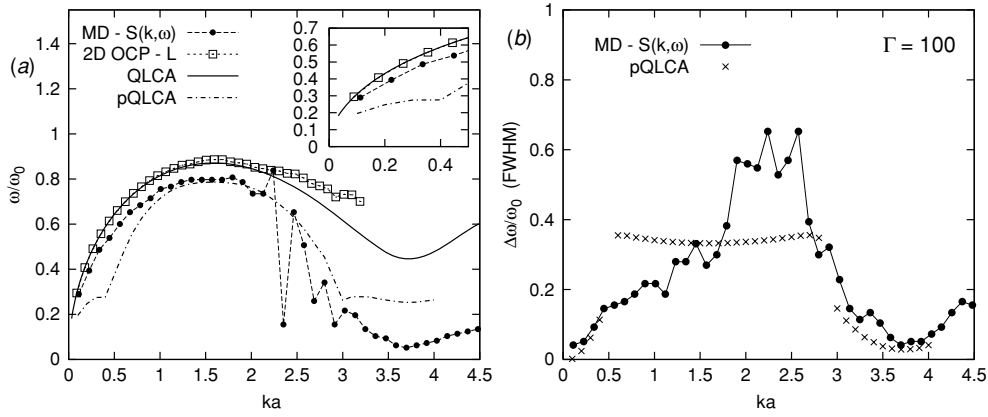 (a)
MD - S(k,ω)
2D OCP - L
QLCA
pQLCA
1.4
1.2
1
0.8
0.6
0.4
0.2
0
ω/ω0
0 0.5 1 1.5 2 2.5 3 3.5 4 4.5
ka
0.7
0.6
0.5
0.4
0.3
0.2
0.1
0
0 0.2 0.4
(b)
MD - S(k,ω)
pQLCA
Γ = 100
1
0.8
0.6
0.4
0.2
0
Δω/ω0 (FWHM)
0 0.5 1 1.5 2 2.5 3 3.5 4 4.5
ka